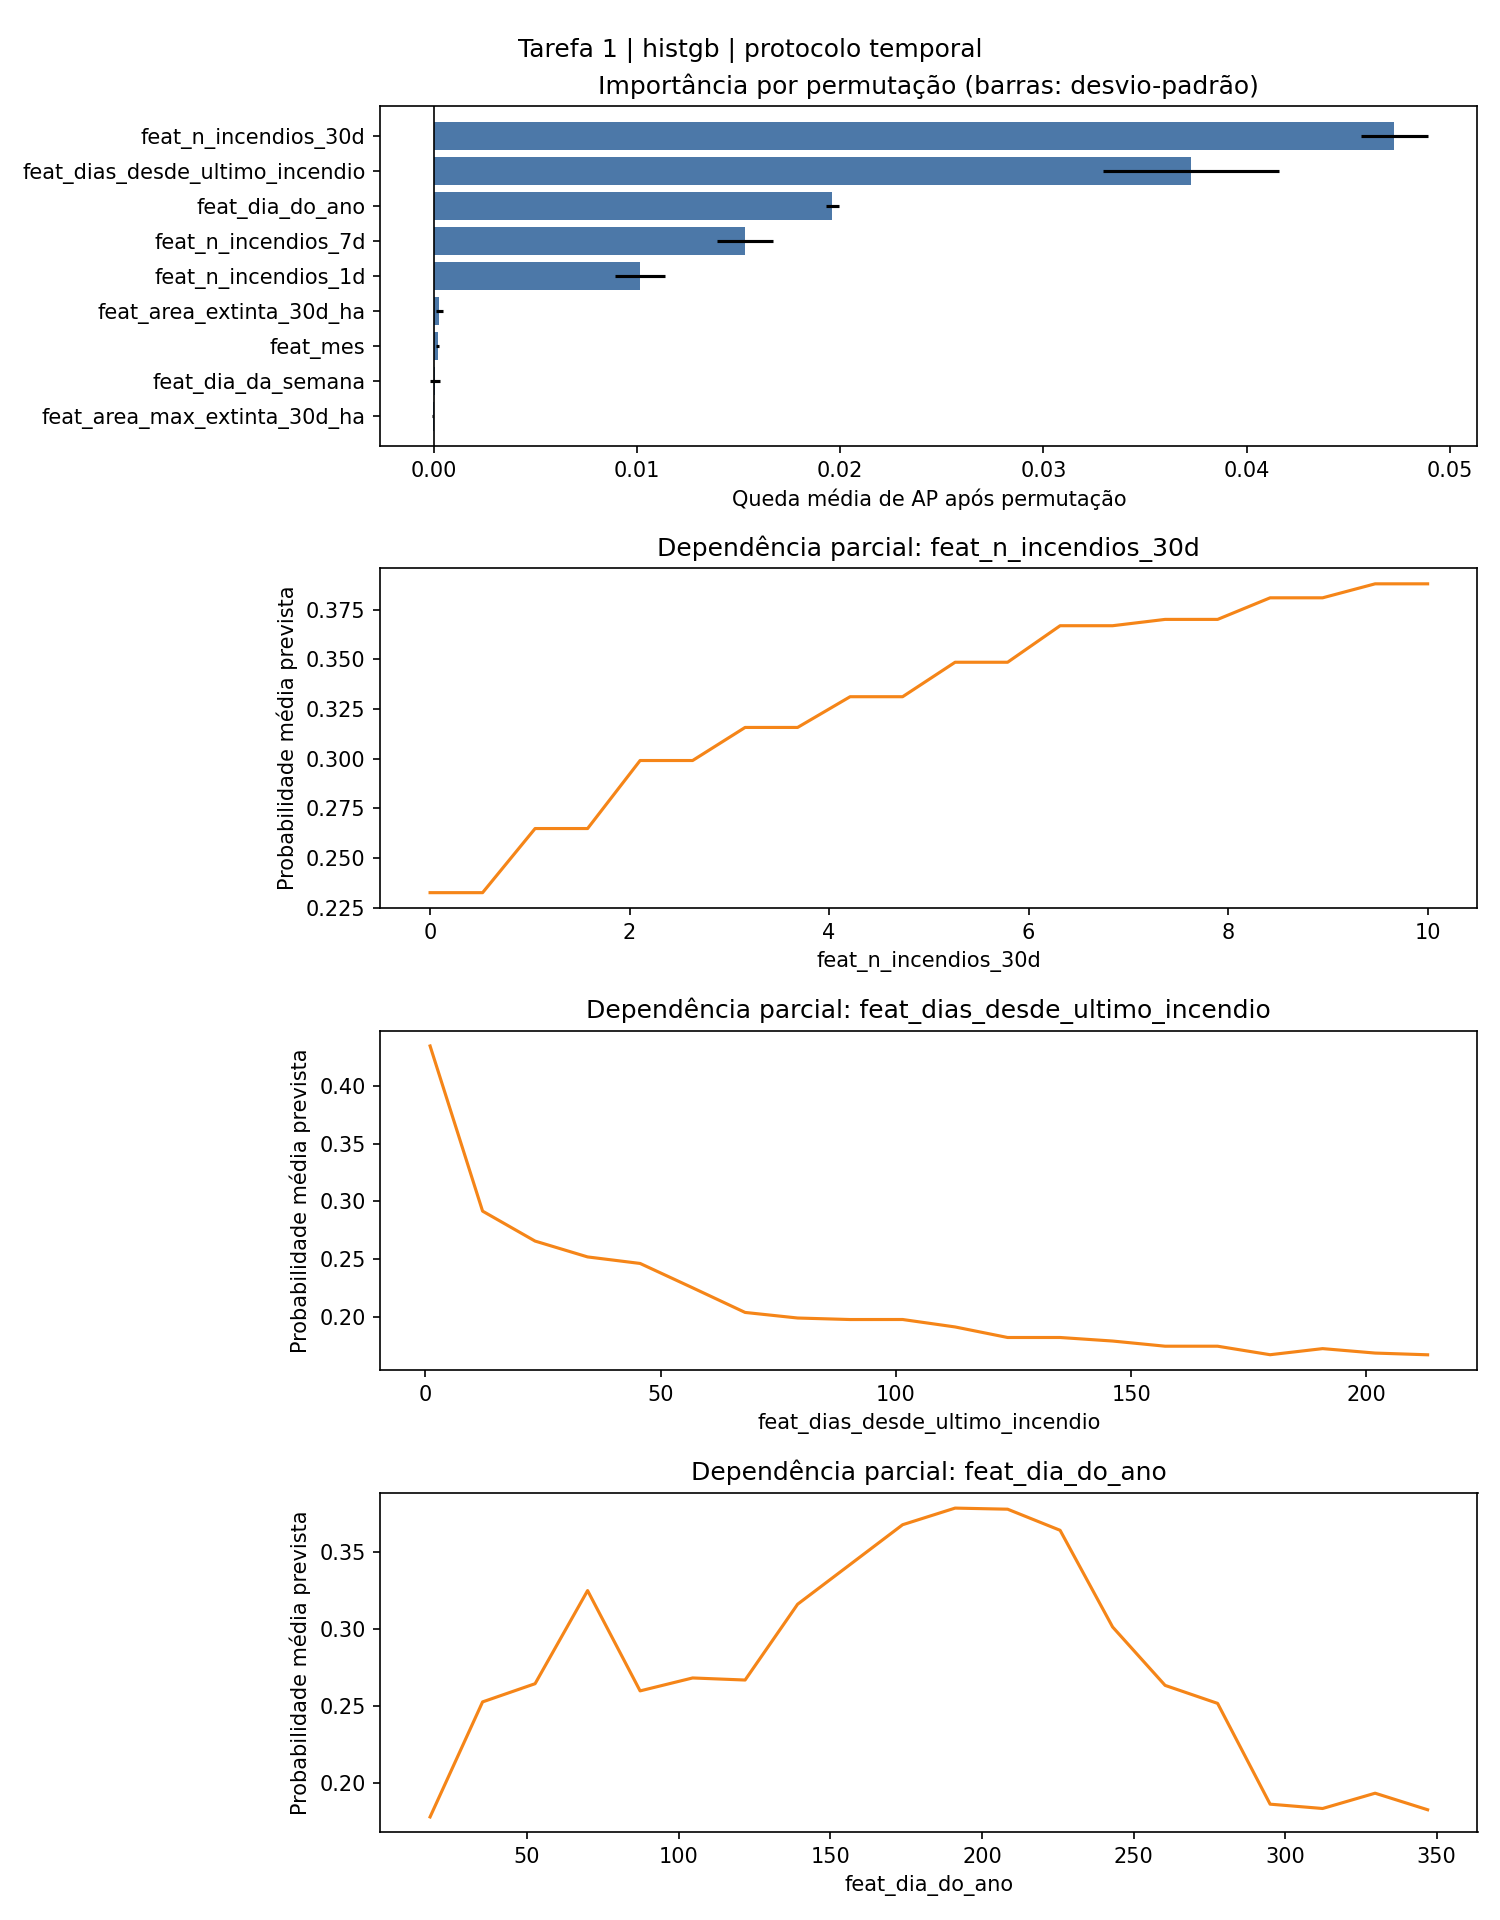 Tarefa 1 | histgb | protocolo temporal
Importância por permutação (barras: desvio-padrão)
feat_n_incendios_30d
feat_dias_desde_ultimo_incendio
feat_dia_do_ano
feat_n_incendios_7d
feat_n_incendios_1d
feat_area_extinta_30d_ha
feat_mes
feat_dia_da_semana
feat_area_max_extinta_30d_ha
0.00 0.01 0.02 0.03 0.04 0.05
Queda média de AP após permutação
Dependência parcial: feat_n_incendios_30d
Probabilidade média prevista
0.375
0.350
0.325
0.300
0.275
0.250
0.225
0 2 4 6 8 10
feat_n_incendios_30d
Dependência parcial: feat_dias_desde_ultimo_incendio
Probabilidade média prevista
0.40
0.35
0.30
0.25
0.20
0 50 100 150 200
feat_dias_desde_ultimo_incendio
Dependência parcial: feat_dia_do_ano
Probabilidade média prevista
0.35
0.30
0.25
0.20
50 100 150 200 250 300 350
feat_dia_do_ano